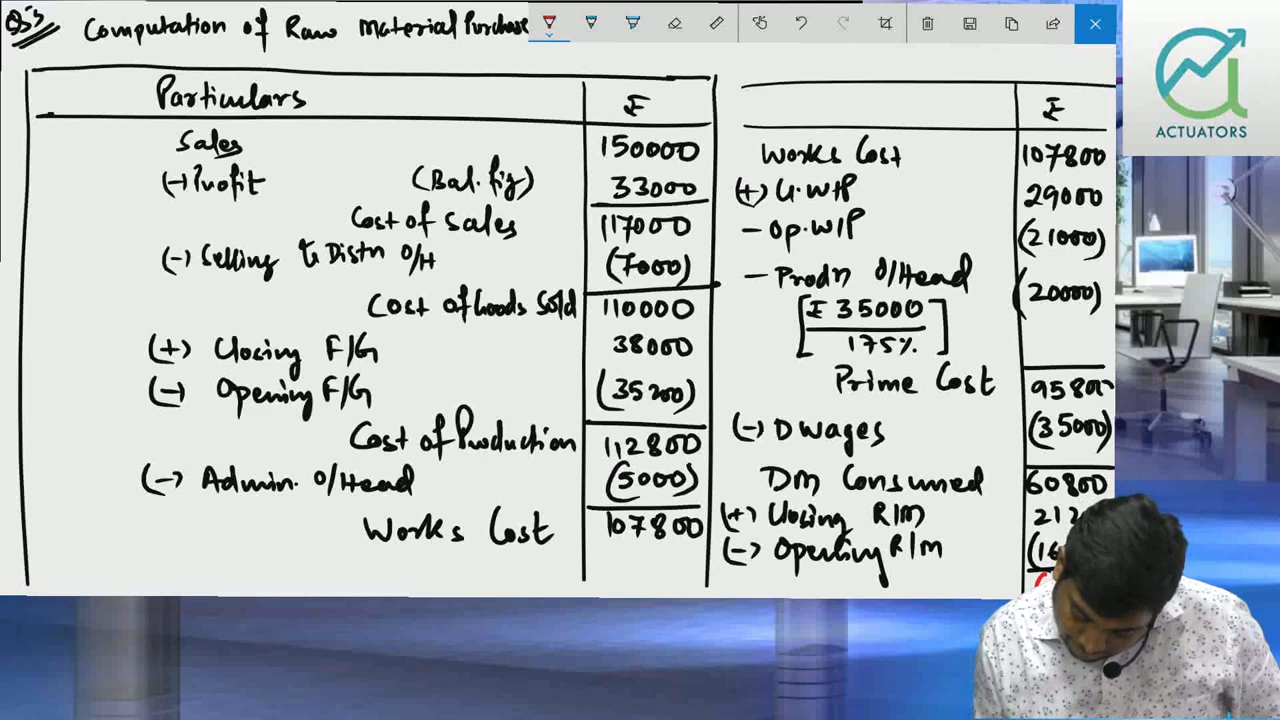 Q5's Computation of Raw Material Purchase
ACTUATORS
Particulars ₹
Sales 150000
(-) Profit (Bal. fig) 33000
Cost of Sales 117000
(-) Selling & Distn O/H (7000)
Cost of Goods Sold 110000
(+) Closing F/G 38000
(-) Opening F/G (35200)
Cost of Production 112800
(-) Admin. O/Head (5000)
Works Cost 107800
₹
Works Cost 107800
(+) Cl. WIP 29000
- Op. WIP (21000)
- Prodn O/Head (20000)
[₹ 35000
175%]
Prime Cost 95800
(-) D wages (35000)
DM Consumed 60800
(+) Closing R/M
(-) Opening R/M